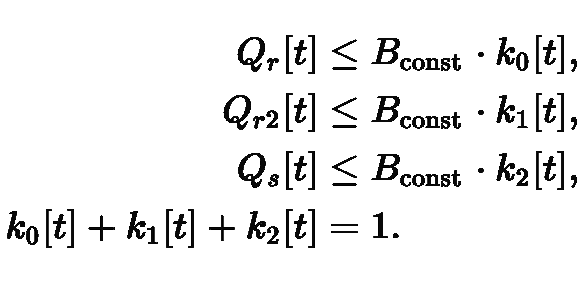 Q_r[t] ≤ B_const · k_0[t],
Q_r2[t] ≤ B_const · k_1[t],
Q_s[t] ≤ B_const · k_2[t],
k_0[t] + k_1[t] + k_2[t] = 1.